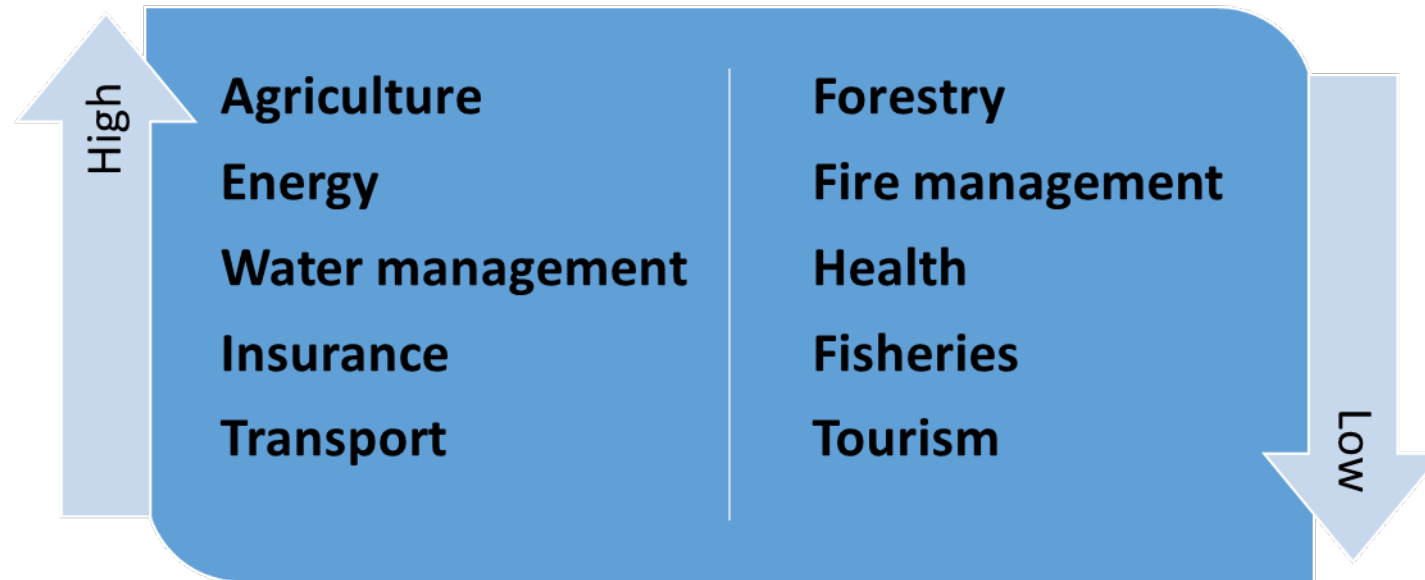 High
Agriculture
Energy
Water management
Insurance
Transport
Forestry
Fire management
Health
Fisheries
Tourism
Low